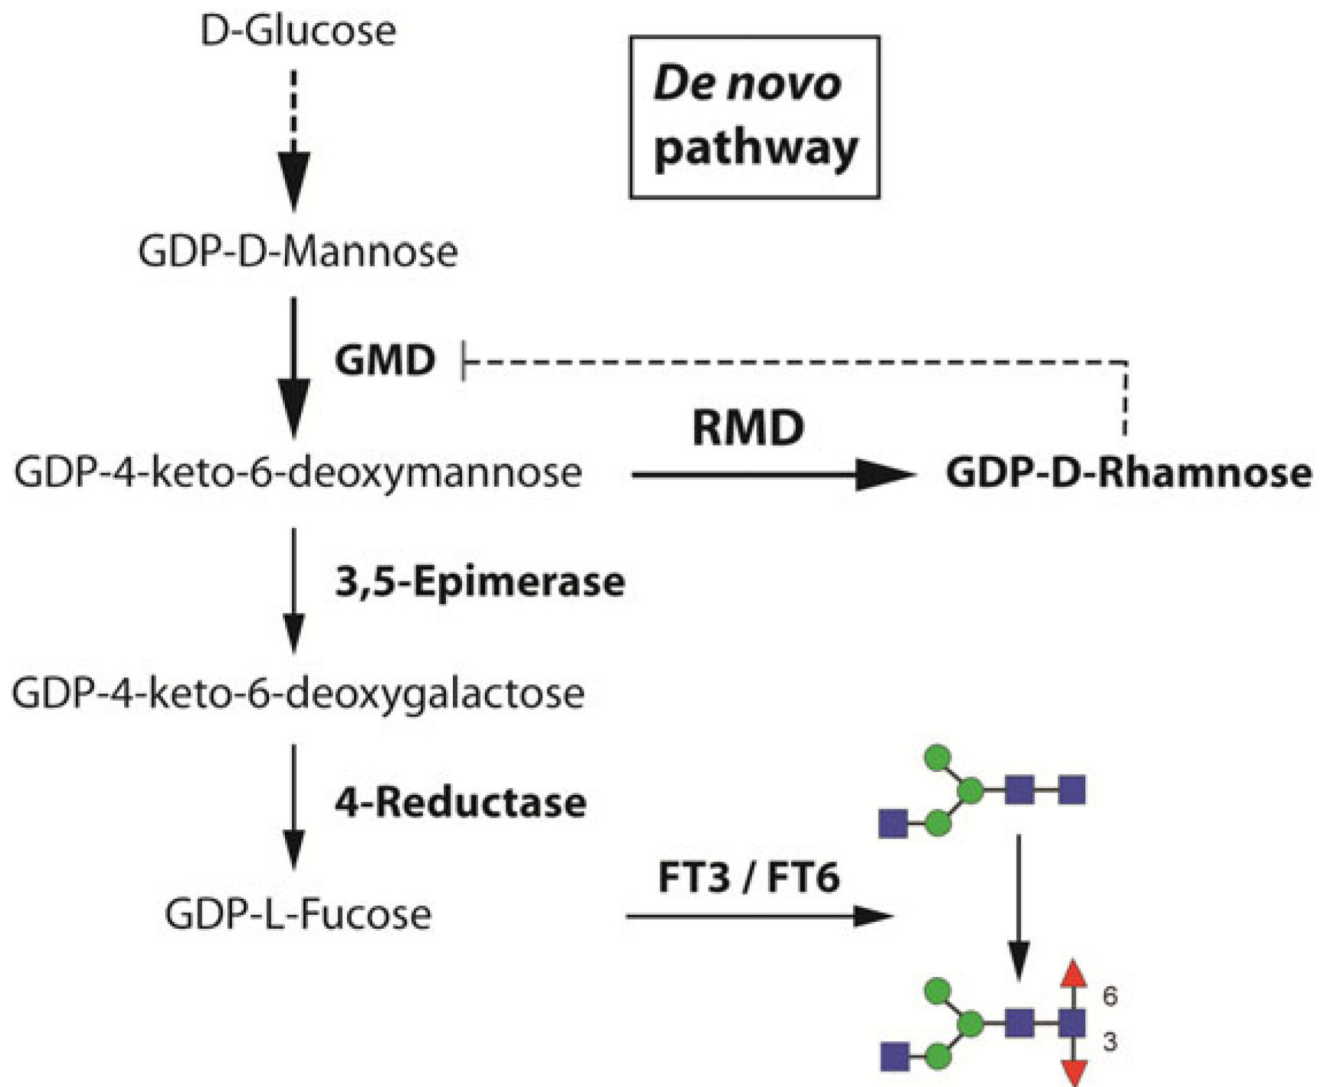 D-Glucose
De novo
pathway
GDP-D-Mannose
GMD
RMD
GDP-4-keto-6-deoxymannose
GDP-D-Rhamnose
3,5-Epimerase
GDP-4-keto-6-deoxygalactose
4-Reductase
FT3 / FT6
GDP-L-Fucose
6
3